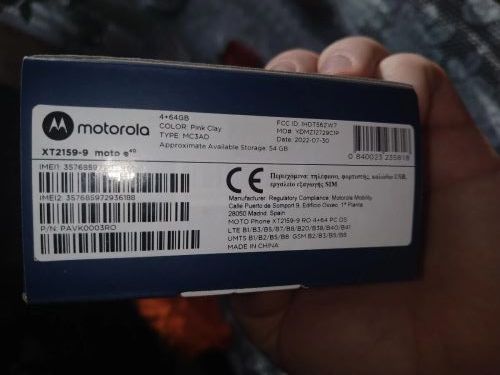 motorola
4+64GB
COLOR: Pink Clay
TYPE: MC3AD
Approximate Available Storage: 54 GB
FCC ID: IHDT56ZW7
Date: 2022-07-30
0 840023 235818
XT2159-9 moto e⁴⁰
IMEI1:
IMEI2 357685972936188
P/N: PAVK0003RO
CE Περιεχόμενα: τηλέφωνο, φορτιστής, καλώδιο USB,
εργαλείο εξαγωγής SIM
Manufacturer: Regulatory Compliance: Motorola Mobility
Calle Puerto de Somport 9, Edificio Oxxeo, 1ª Planta
28050 Madrid, Spain
MOTO Phone XT2159-9 RO 4+64 PC DS
LTE B1/B3/B5/B7/B8/B20/B38/B40/B41
UMTS B1/B2/B5/B8 GSM B2/B3/B5/B8
MADE IN CHINA